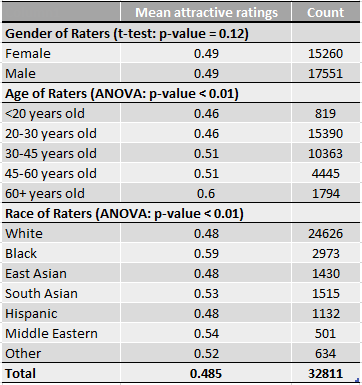 Mean attractive ratings Count
Gender of Raters (t-test: p-value = 0.12)
Female 0.49 15260
Male 0.49 17551
Age of Raters (ANOVA: p-value < 0.01)
<20 years old 0.46 819
20-30 years old 0.46 15390
30-45 years old 0.51 10363
45-60 years old 0.51 4445
60+ years old 0.6 1794
Race of Raters (ANOVA: p-value < 0.01)
White 0.48 24626
Black 0.59 2973
East Asian 0.48 1430
South Asian 0.53 1515
Hispanic 0.48 1132
Middle Eastern 0.54 501
Other 0.52 634
Total 0.485 32811